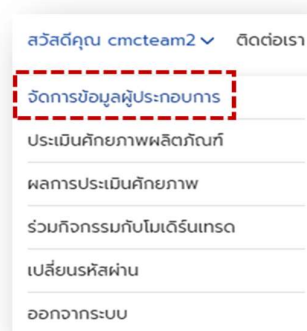 สวัสดีคุณ cmcteam2 ติดต่อเรา
จัดการข้อมูลผู้ประกอบการ
ประเมินศักยภาพผลิตภัณฑ์
ผลการประเมินศักยภาพ
ร่วมกิจกรรมกับโมเดิร์นเทรด
เปลี่ยนรหัสผ่าน
ออกจากระบบ